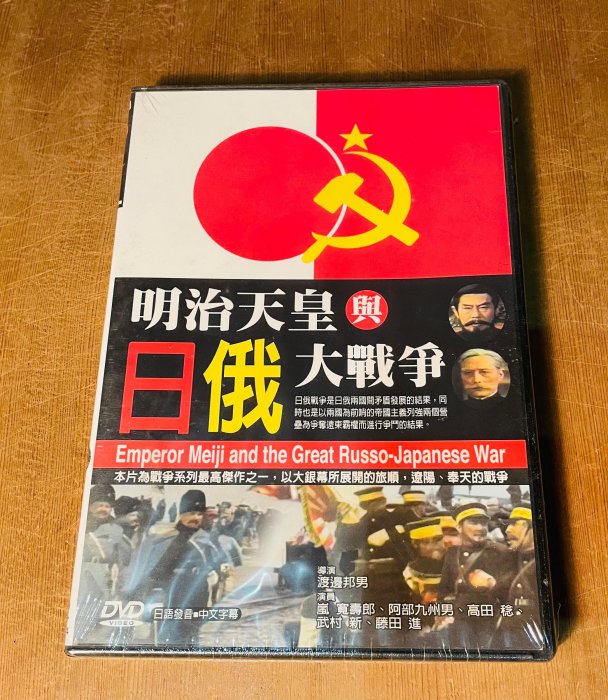 明治天皇與
日俄大戰爭
日俄戰爭是日俄兩國間矛盾發展的結果，同
時也是以兩國為前哨的帝國主義列強兩個營
壘為爭奪遠東霸權而進行爭鬥的結果。
Emperor Meiji and the Great Russo-Japanese War
本片為戰爭系列最高傑作之一，以大銀幕所展開的旅順，遼陽、奉天的戰爭
導演
渡邊邦男
演員
嵐 寬壽郎、阿部九州男、高田 稔、
武村 新、藤田 進
DVD
VIDEO
日語發音■中文字幕